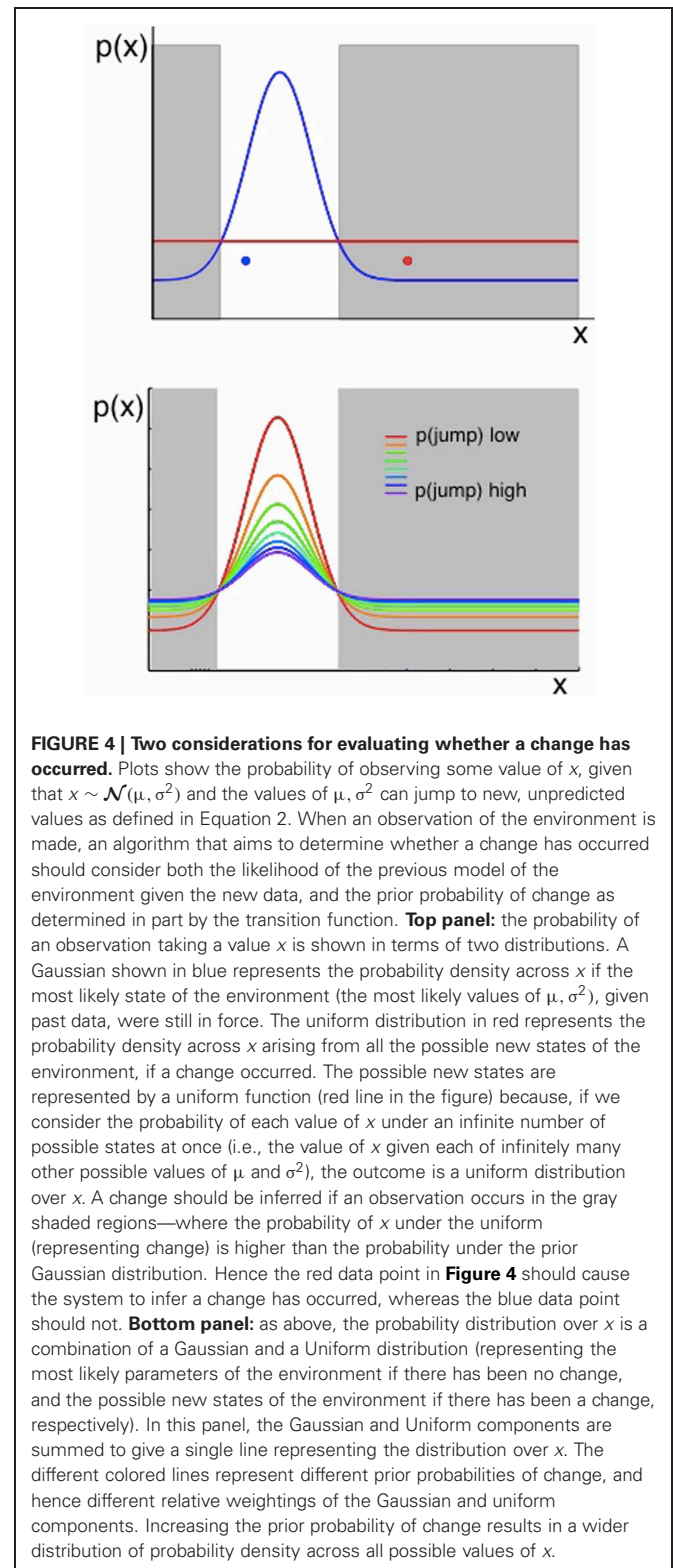 p(x)
x
p(x)
p(jump) low
p(jump) high
x
FIGURE 4 | Two considerations for evaluating whether a change has
occurred. Plots show the probability of observing some value of x, given
that x ∼ 𝒩(μ, σ²) and the values of μ, σ² can jump to new, unpredicted
values as defined in Equation 2. When an observation of the environment is
made, an algorithm that aims to determine whether a change has occurred
should consider both the likelihood of the previous model of the
environment given the new data, and the prior probability of change as
determined in part by the transition function. Top panel: the probability of
an observation taking a value x is shown in terms of two distributions. A
Gaussian shown in blue represents the probability density across x if the
most likely state of the environment (the most likely values of μ, σ²), given
past data, were still in force. The uniform distribution in red represents the
probability density across x arising from all the possible new states of the
environment, if a change occurred. The possible new states are
represented by a uniform function (red line in the figure) because, if we
consider the probability of each value of x under an infinite number of
possible states at once (i.e., the value of x given each of infinitely many
other possible values of μ and σ²), the outcome is a uniform distribution
over x. A change should be inferred if an observation occurs in the gray
shaded regions—where the probability of x under the uniform
(representing change) is higher than the probability under the prior
Gaussian distribution. Hence the red data point in Figure 4 should cause
the system to infer a change has occurred, whereas the blue data point
should not. Bottom panel: as above, the probability distribution over x is a
combination of a Gaussian and a Uniform distribution (representing the
most likely parameters of the environment if there has been no change,
and the possible new states of the environment if there has been a change,
respectively). In this panel, the Gaussian and Uniform components are
summed to give a single line representing the distribution over x. The
different colored lines represent different prior probabilities of change, and
hence different relative weightings of the Gaussian and uniform
components. Increasing the prior probability of change results in a wider
distribution of probability density across all possible values of x.